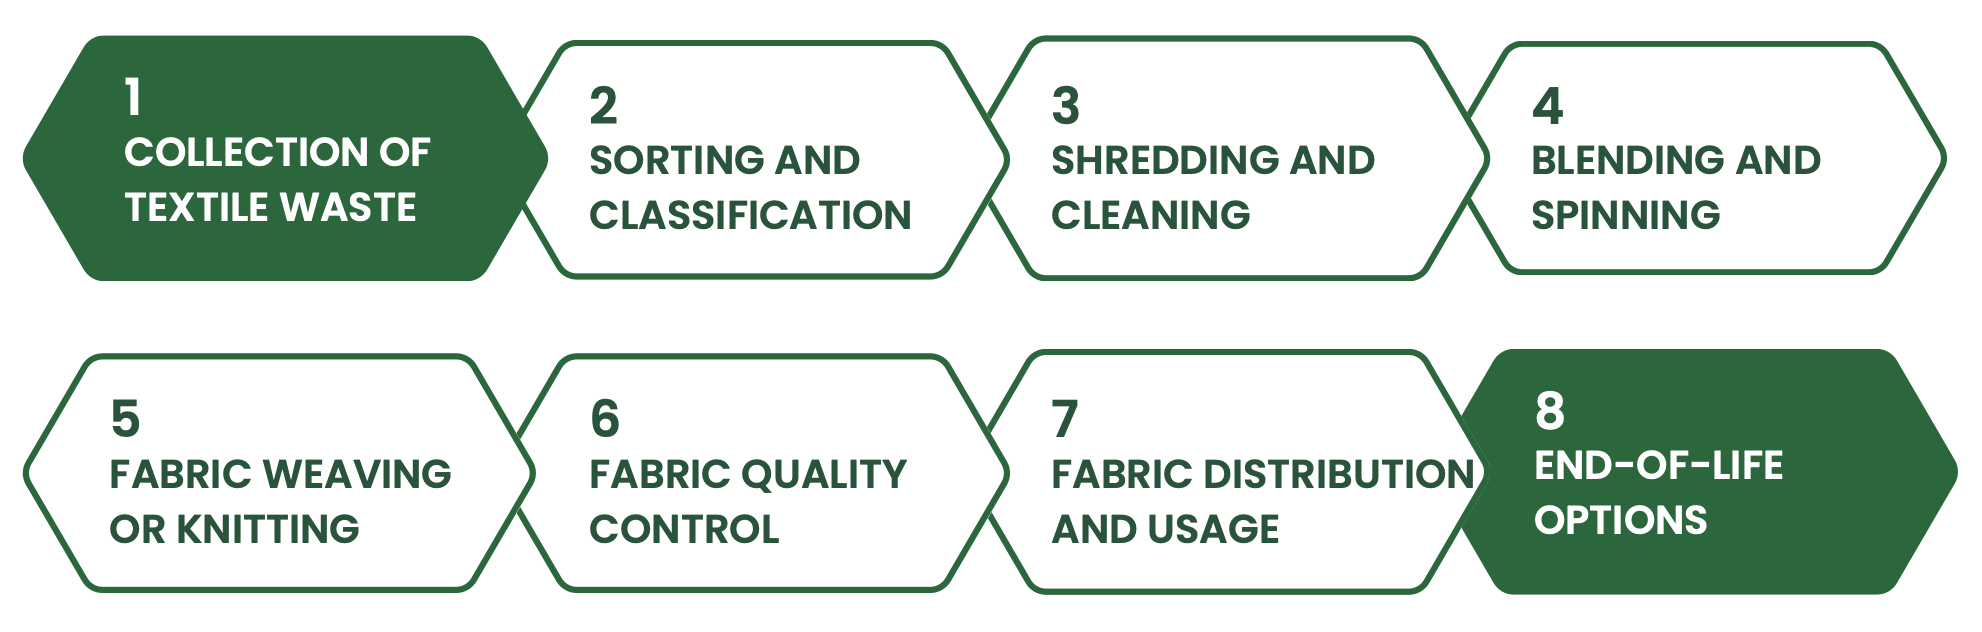 1
COLLECTION OF
TEXTILE WASTE
2
SORTING AND
CLASSIFICATION
3
SHREDDING AND
CLEANING
4
BLENDING AND
SPINNING
5
FABRIC WEAVING
OR KNITTING
6
FABRIC QUALITY
CONTROL
7
FABRIC DISTRIBUTION
AND USAGE
8
END-OF-LIFE
OPTIONS